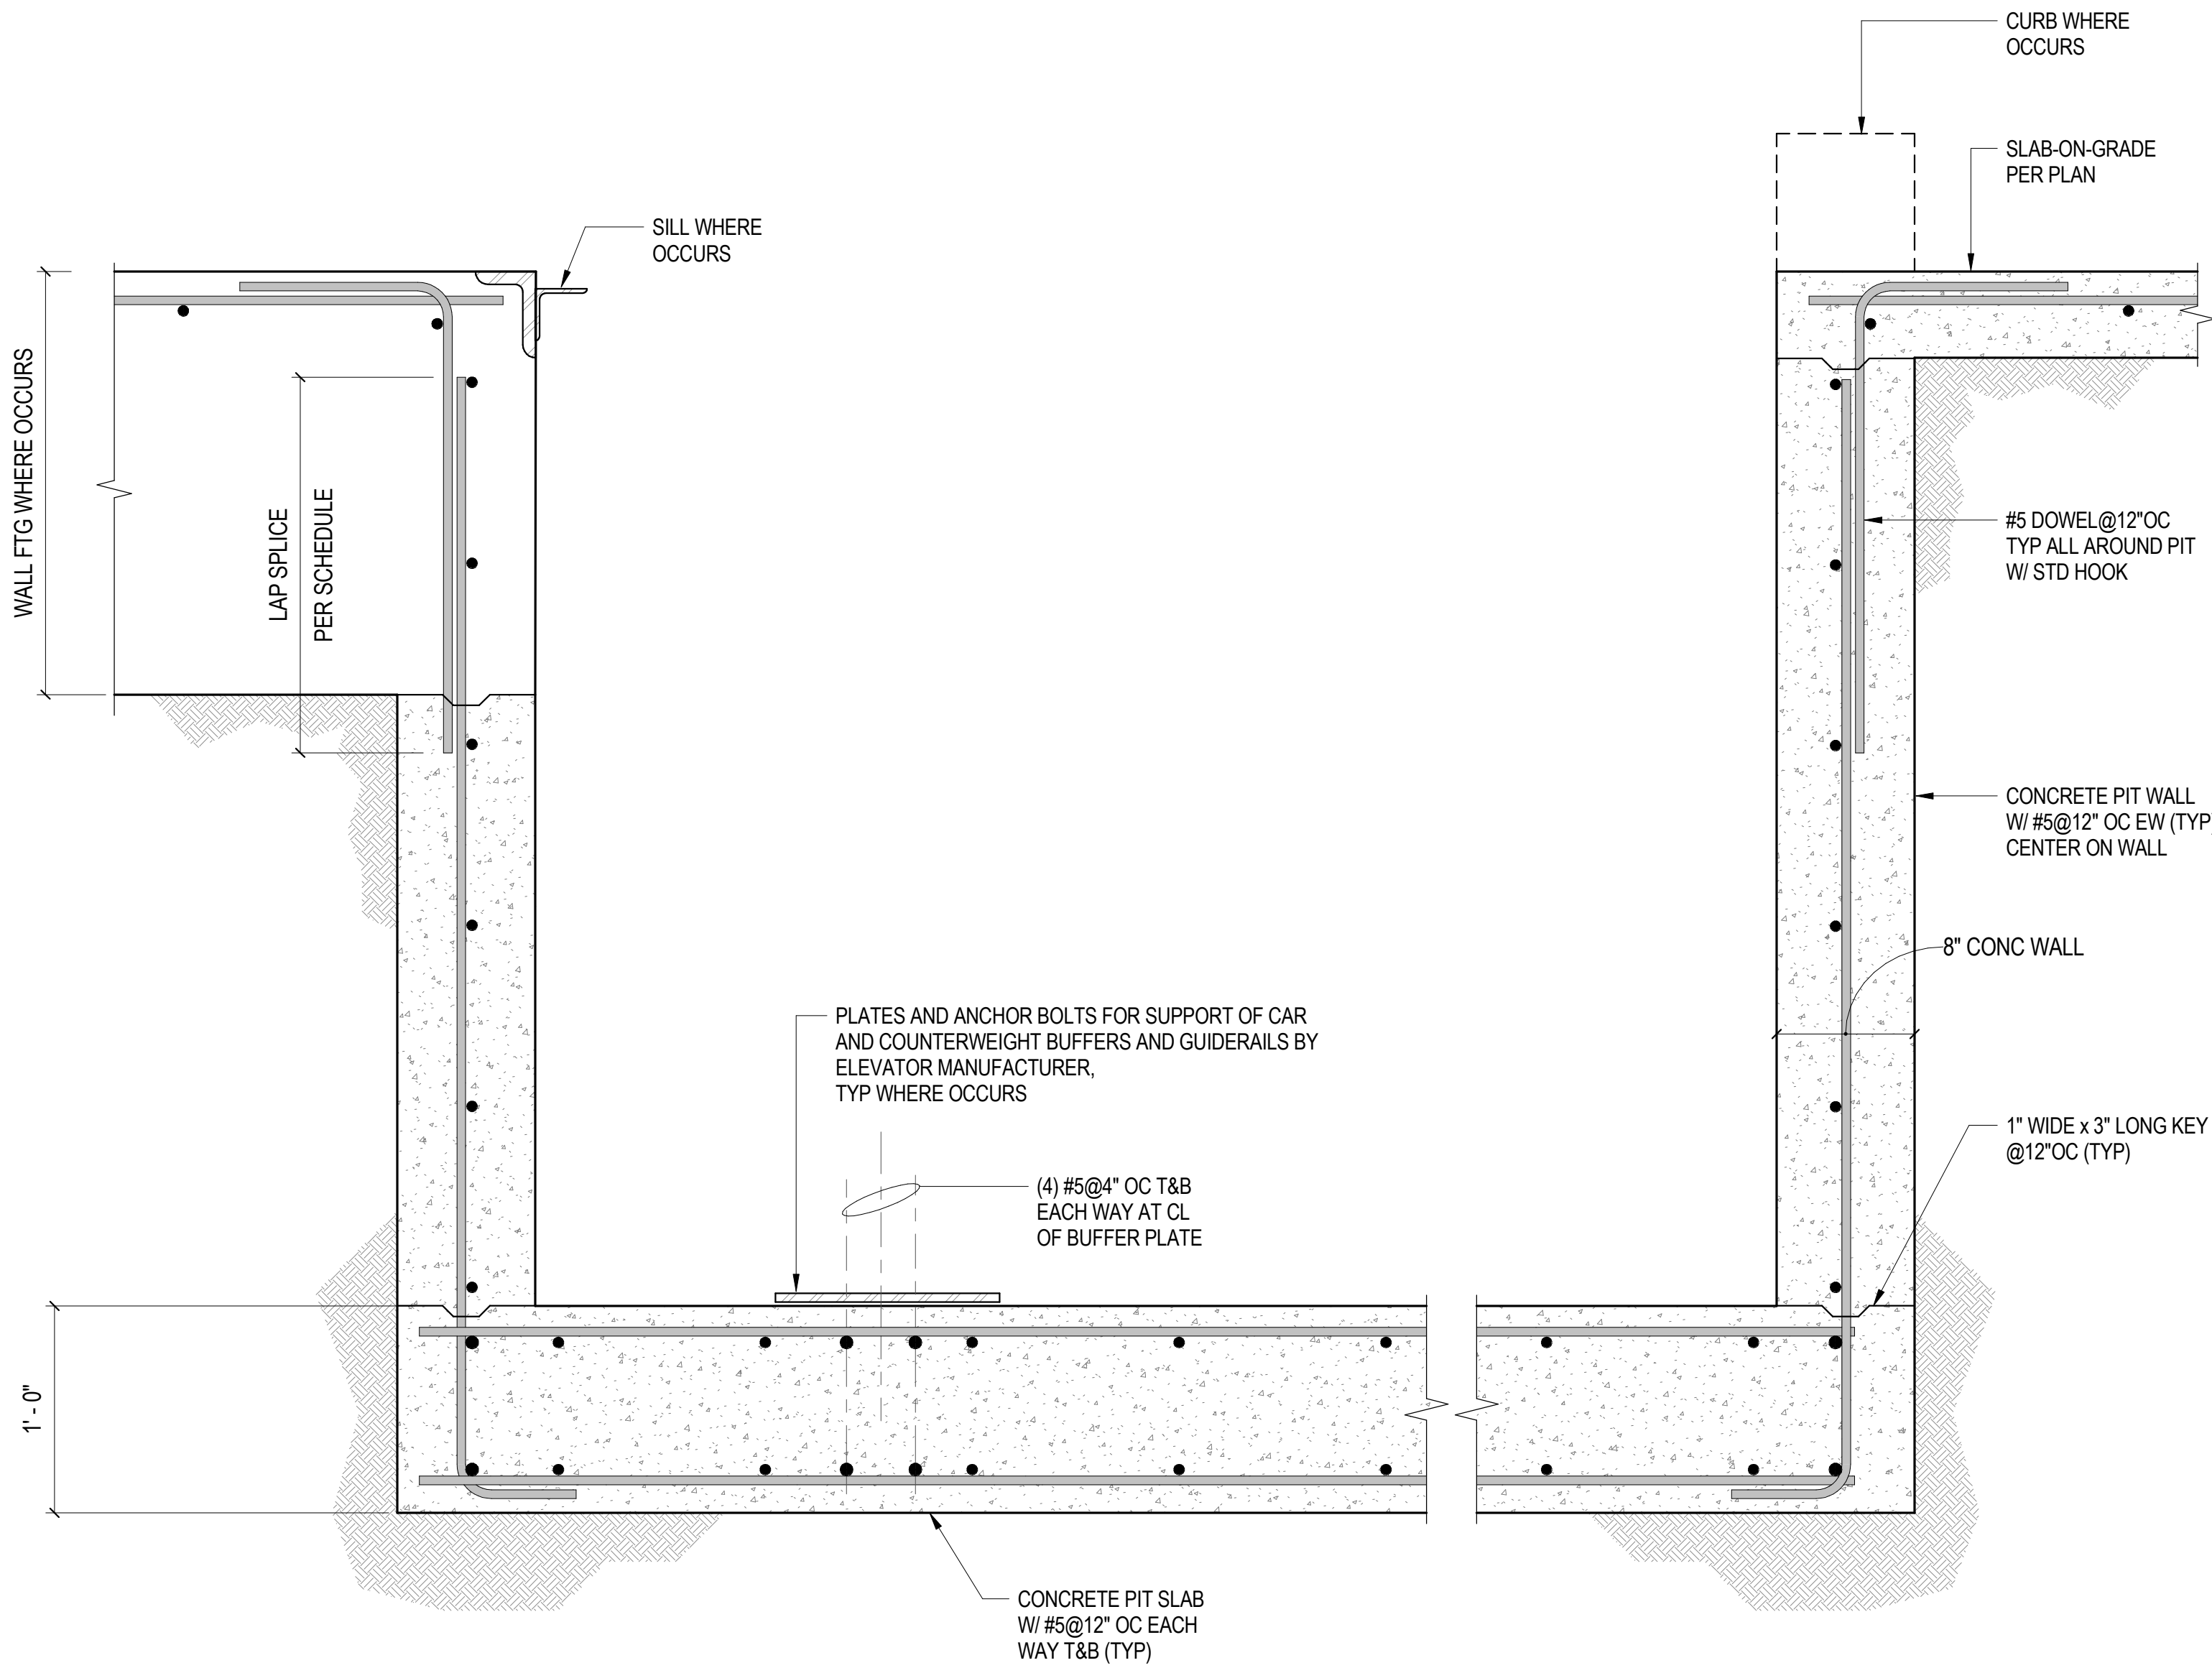 CURB WHERE
OCCURS
SLAB-ON-GRADE
PER PLAN
SILL WHERE
OCCURS
WALL FTG WHERE OCCURS
LAP SPLICE
PER SCHEDULE
#5 DOWEL@12"OC
TYP ALL AROUND PIT
W/ STD HOOK
CONCRETE PIT WALL
W/ #5@12" OC EW (TYP
CENTER ON WALL
8" CONC WALL
PLATES AND ANCHOR BOLTS FOR SUPPORT OF CAR
AND COUNTERWEIGHT BUFFERS AND GUIDERAILS BY
ELEVATOR MANUFACTURER,
TYP WHERE OCCURS
1" WIDE x 3" LONG KEY
@12"OC (TYP)
(4) #5@4" OC T&B
EACH WAY AT CL
OF BUFFER PLATE
1' - 0"
CONCRETE PIT SLAB
W/ #5@12" OC EACH
WAY T&B (TYP)